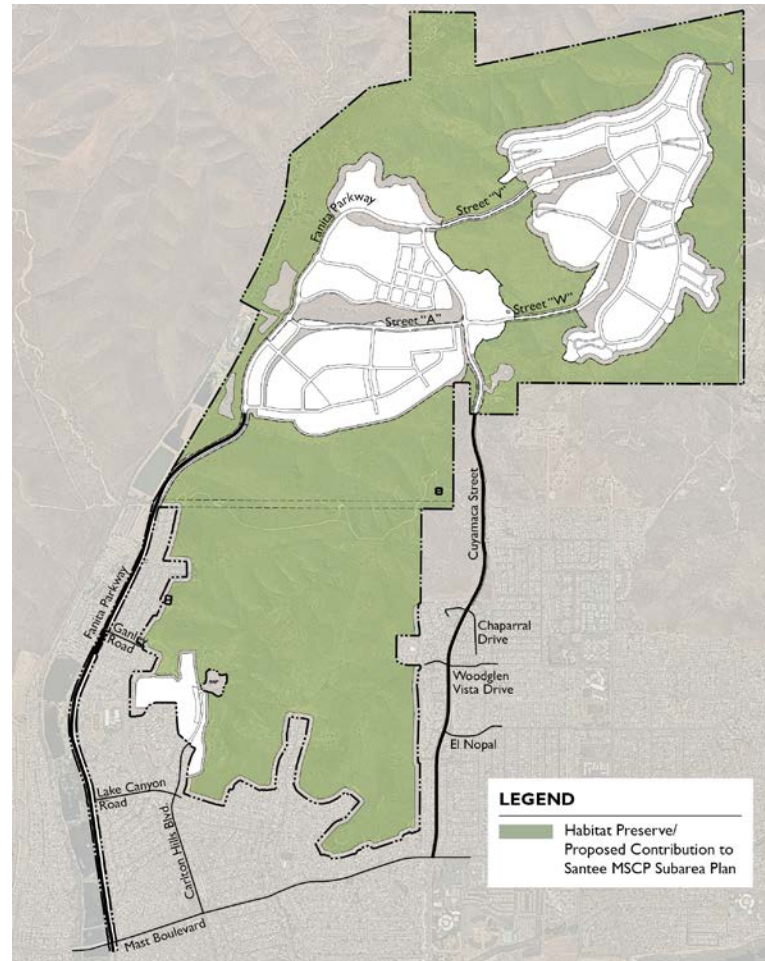 Fanita Parkway
Street "V"
Street "W"
Street "A"
Cuyamaca Street
Fanita Parkway
Ganley
Road
Chaparral
Drive
Woodglen
Vista Drive
El Nopal
Lake Canyon
Road
Carlton Hills Blvd.
Mast Boulevard
LEGEND
Habitat Preserve/
Proposed Contribution to
Santee MSCP Subarea Plan